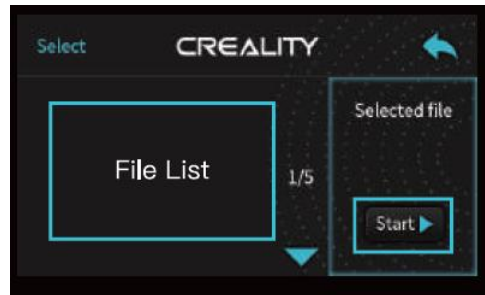 Select
CREALITY
Selected file
File List
1/5
Start